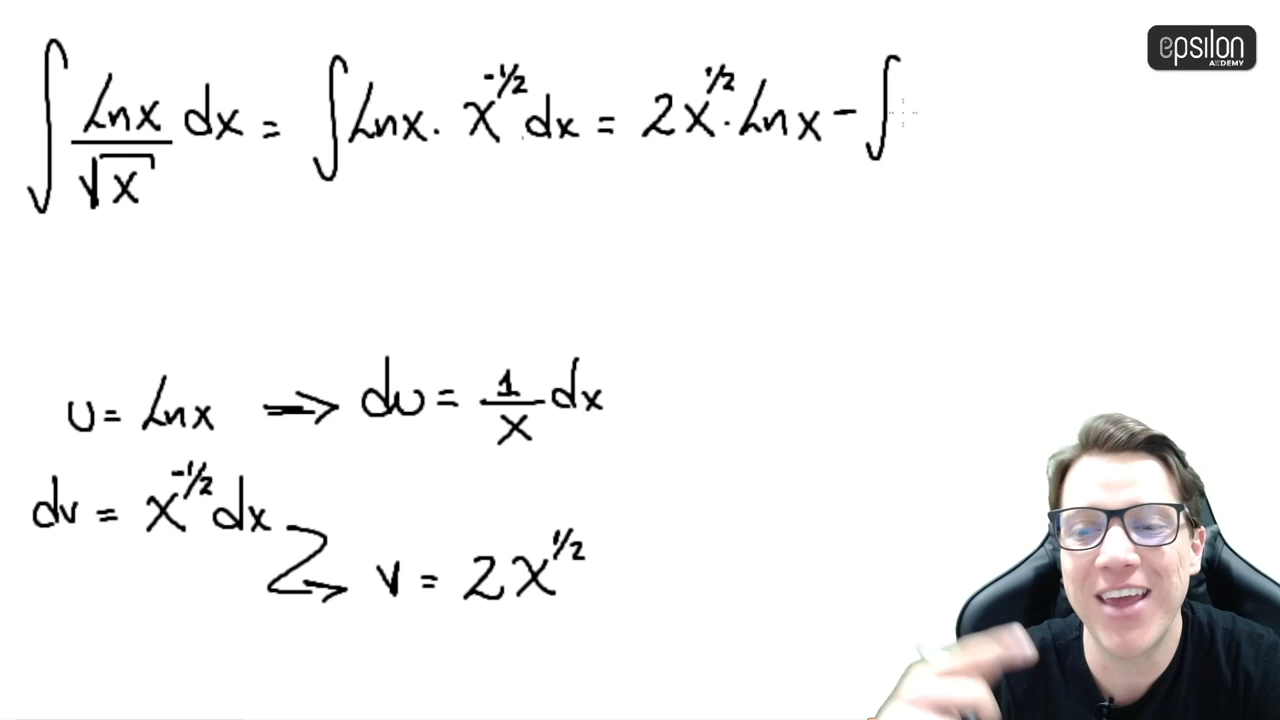 epsilon
ACADEMY
∫ Lnx/√x dx = ∫Lnx · x^-1/2 dx = 2x^1/2 · Lnx - ∫
u = Lnx ⇒ du = 1/x dx
dv = x^-1/2 dx
→ v = 2x^1/2